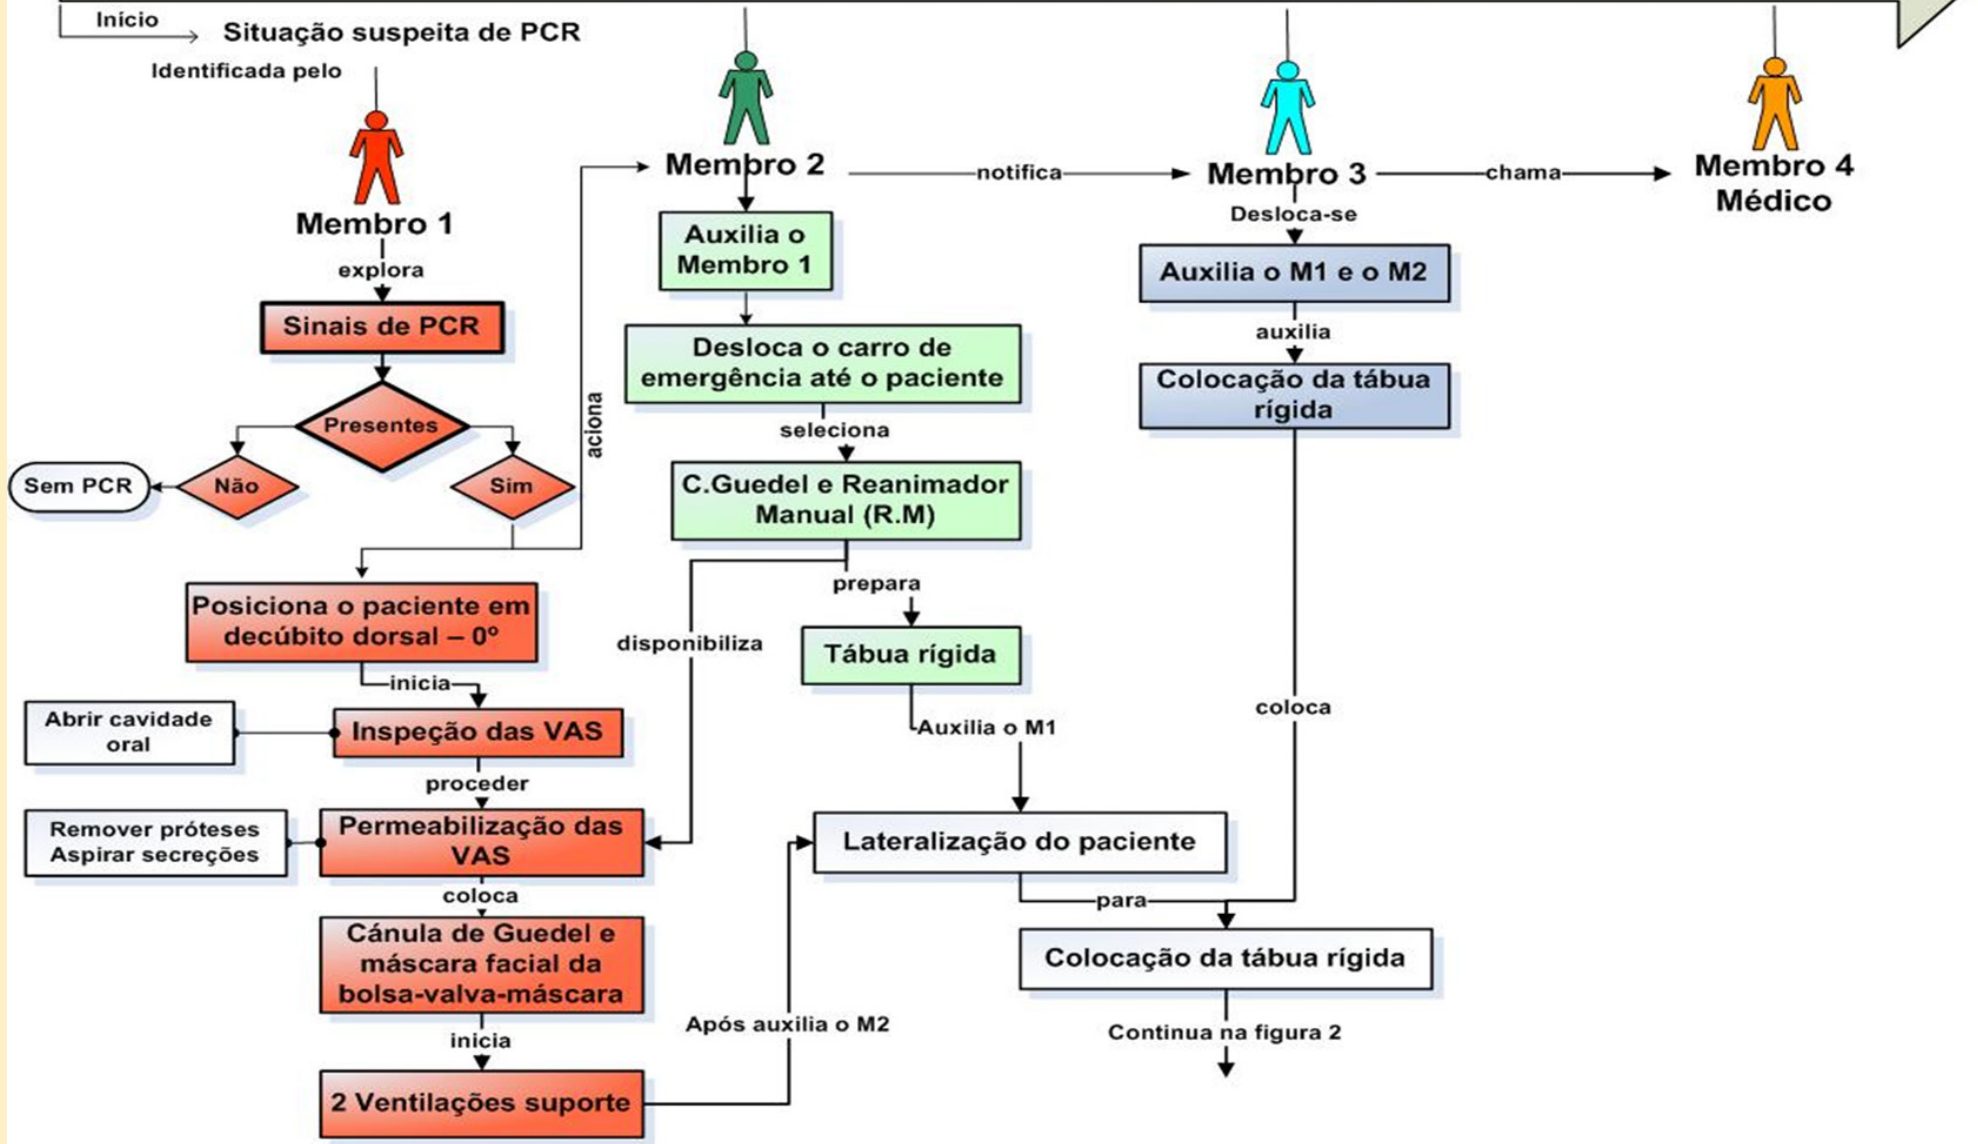 Início
Situação suspeita de PCR
Identificada pelo
Membro 1
explora
Sinais de PCR
Presentes
Não
Sim
Sem PCR
aciona
Posiciona o paciente em
decúbito dorsal – 0º
inicia
Inspeção das VAS
Abrir cavidade
oral
proceder
Permeabilização das
VAS
Remover próteses
Aspirar secreções
coloca
Cánula de Guedel e
máscara facial da
bolsa-valva-máscara
inicia
2 Ventilações suporte
Após auxilia o M2
Membro 2
notifica
Auxilia o
Membro 1
Desloca o carro de
emergência até o paciente
seleciona
C.Guedel e Reanimador
Manual (R.M)
disponibiliza
prepara
Tábua rígida
Auxilia o M1
Lateralização do paciente
para
Colocação da tábua rígida
Continua na figura 2
Membro 3
chama
Desloca-se
Auxilia o M1 e o M2
auxilia
Colocação da tábua
rígida
coloca
Membro 4
Médico